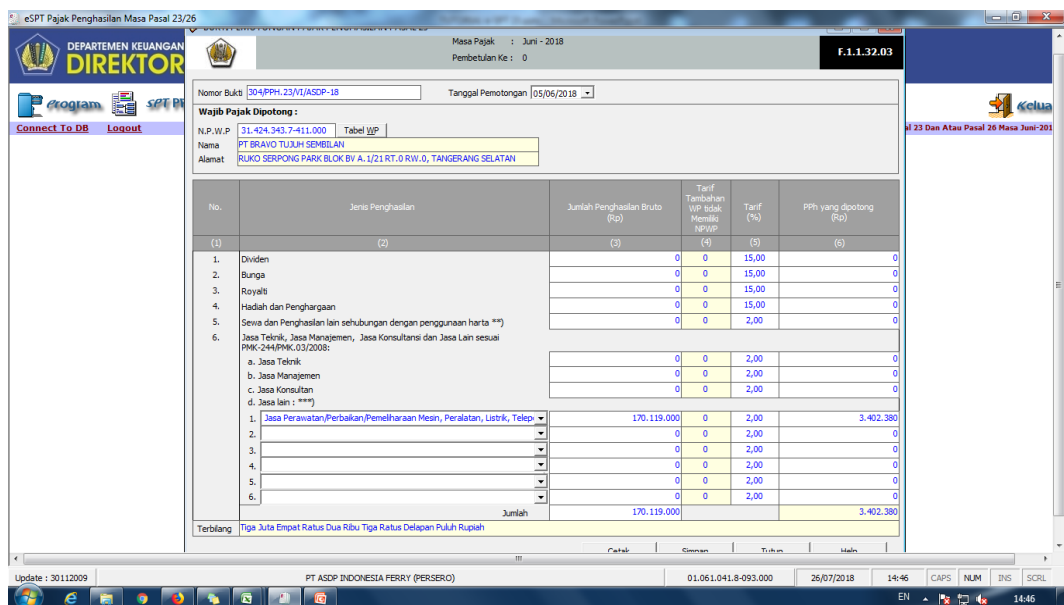 eSPT Pajak Penghasilan Masa Pasal 23/26
DEPARTEMEN KEUANGAN
DIREKTOR
Masa Pajak : Juni - 2018
Pembetulan Ke : 0
F.1.1.32.03
Program
SPT PP
Kelua
Connect To DB Logout
al 23 Dan Atau Pasal 26 Masa Juni-201
Nomor Bukti 304/PPH.23/VI/ASDP-18 Tanggal Pemotongan 05/06/2018
Wajib Pajak Dipotong :
N.P.W.P 31.424.343.7-411.000 Tabel WP
Nama PT BRAVO TUJUH SEMBILAN
Alamat RUKO SERPONG PARK BLOK BV A.1/21 RT.0 RW.0, TANGERANG SELATAN
No. Jenis Penghasilan Jumlah Penghasilan Bruto (Rp) Tarif Tambahan WP tidak Memiliki NPWP Tarif (%) PPh yang dipotong (Rp)
(1) (2) (3) (4) (5) (6)
1. Dividen 0 0 15,00 0
2. Bunga 0 0 15,00 0
3. Royalti 0 0 15,00 0
4. Hadiah dan Penghargaan 0 0 15,00 0
5. Sewa dan Penghasilan lain sehubungan dengan penggunaan harta **) 0 0 2,00 0
6. Jasa Teknik, Jasa Manajemen, Jasa Konsultansi dan Jasa Lain sesuai
PMK-244/PMK.03/2008:
a. Jasa Teknik 0 0 2,00 0
b. Jasa Manajemen 0 0 2,00 0
c. Jasa Konsultan 0 0 2,00 0
d. Jasa lain : ***)
1. Jasa Perawatan/Perbaikan/Pemeliharaan Mesin, Peralatan, Listrik, Telep 170.119.000 0 2,00 3.402.380
2. 0 0 2,00 0
3. 0 0 2,00 0
4. 0 0 2,00 0
5. 0 0 2,00 0
6. 0 0 2,00 0
Jumlah 170.119.000 3.402.380
Terbilang Tiga Juta Empat Ratus Dua Ribu Tiga Ratus Delapan Puluh Rupiah
Cetak Simpan Tutup Help
Update : 30112009 PT ASDP INDONESIA FERRY (PERSERO) 01.061.041.8-093.000 26/07/2018 14:46 CAPS NUM INS SCRL
EN 14:46